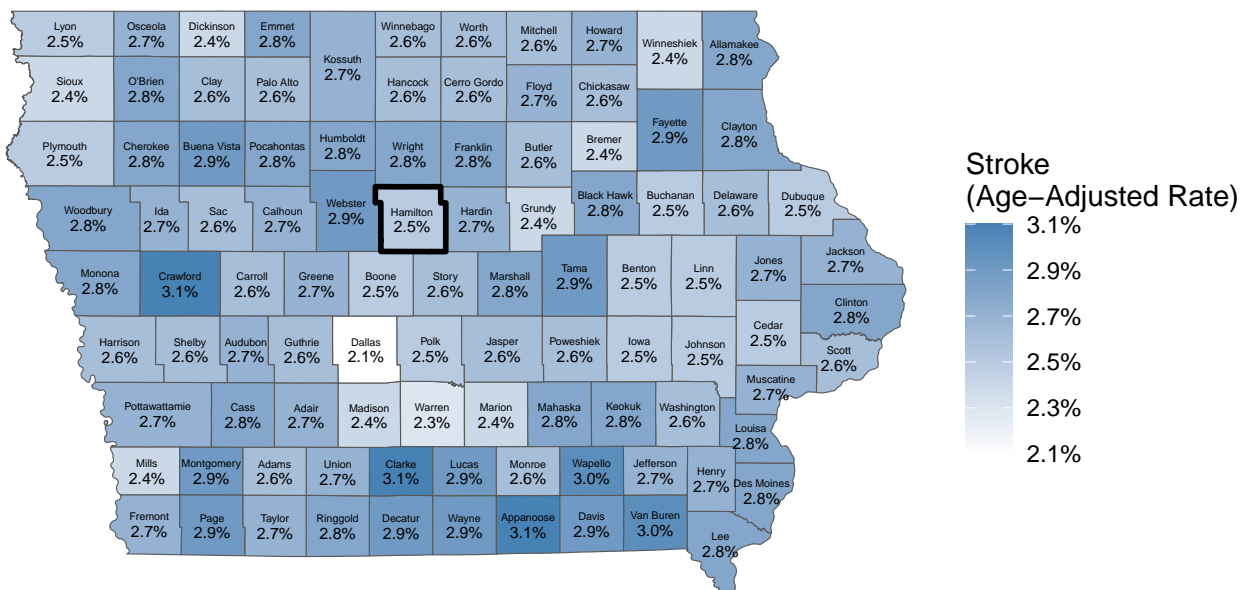 Lyon
2.5%
Osceola
2.7%
Dickinson
2.4%
Emmet
2.8%
Kossuth
2.7%
Winnebago
2.6%
Worth
2.6%
Mitchell
2.6%
Howard
2.7%
Winneshiek
2.4%
Allamakee
2.8%
Sioux
2.4%
O'Brien
2.8%
Clay
2.6%
Palo Alto
2.6%
Hancock
2.6%
Cerro Gordo
2.6%
Floyd
2.7%
Chickasaw
2.6%
Fayette
2.9%
Clayton
2.8%
Plymouth
2.5%
Cherokee
2.8%
Buena Vista
2.9%
Pocahontas
2.8%
Humboldt
2.8%
Wright
2.8%
Franklin
2.8%
Butler
2.6%
Bremer
2.4%
Woodbury
2.8%
Ida
2.7%
Sac
2.6%
Calhoun
2.7%
Webster
2.9%
Hamilton
2.5%
Hardin
2.7%
Grundy
2.4%
Black Hawk
2.8%
Buchanan
2.5%
Delaware
2.6%
Dubuque
2.5%
Monona
2.8%
Crawford
3.1%
Carroll
2.6%
Greene
2.7%
Boone
2.5%
Story
2.6%
Marshall
2.8%
Tama
2.9%
Benton
2.5%
Linn
2.5%
Jones
2.7%
Jackson
2.7%
Clinton
2.8%
Harrison
2.6%
Shelby
2.6%
Audubon
2.7%
Guthrie
2.6%
Dallas
2.1%
Polk
2.5%
Jasper
2.6%
Poweshiek
2.6%
Iowa
2.5%
Johnson
2.5%
Cedar
2.5%
Scott
2.6%
Muscatine
2.7%
Pottawattamie
2.7%
Cass
2.8%
Adair
2.7%
Madison
2.4%
Warren
2.3%
Marion
2.4%
Mahaska
2.8%
Keokuk
2.8%
Washington
2.6%
Louisa
2.8%
Mills
2.4%
Montgomery
2.9%
Adams
2.6%
Union
2.7%
Clarke
3.1%
Lucas
2.9%
Monroe
2.6%
Wapello
3.0%
Jefferson
2.7%
Henry
2.7%
Des Moines
2.8%
Fremont
2.7%
Page
2.9%
Taylor
2.7%
Ringgold
2.8%
Decatur
2.9%
Wayne
2.9%
Appanoose
3.1%
Davis
2.9%
Van Buren
3.0%
Lee
2.8%
Stroke
(Age−Adjusted Rate)
3.1%
2.9%
2.7%
2.5%
2.3%
2.1%